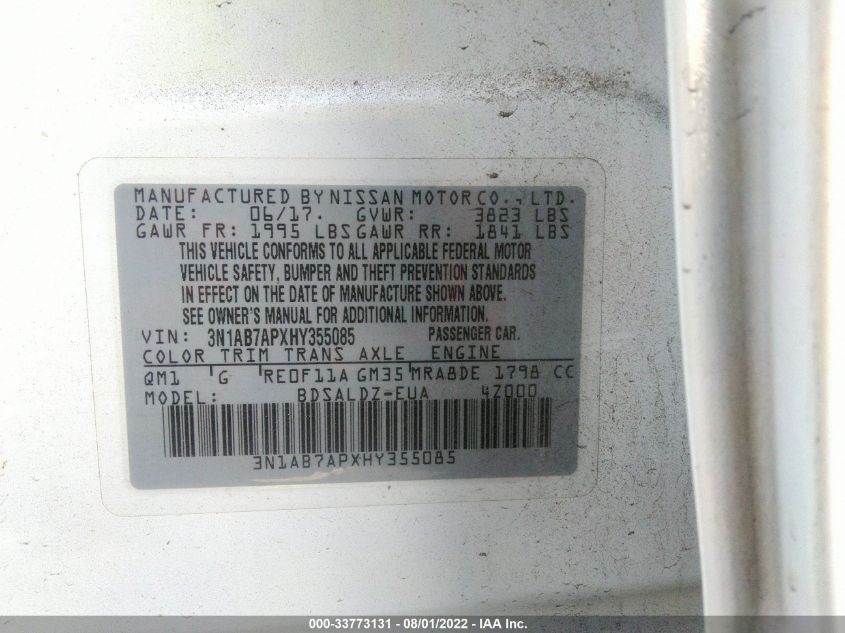 MANUFACTURED BY NISSAN MOTOR CO., LTD.
DATE: 06/17. GVWR: 3823 LBS
GAWR FR: 1995 LBS GAWR RR: 1841 LBS
THIS VEHICLE CONFORMS TO ALL APPLICABLE FEDERAL MOTOR
VEHICLE SAFETY, BUMPER AND THEFT PREVENTION STANDARDS
IN EFFECT ON THE DATE OF MANUFACTURE SHOWN ABOVE.
SEE OWNER'S MANUAL FOR ADDITIONAL INFORMATION.
VIN: 3N1AB7APXHY355085 PASSENGER CAR.
COLOR TRIM TRANS AXLE ENGINE
QM1 G RE0F11A GM35 MRA8DE 1798 CC
MODEL: BDSALDZ-EUA 4Z000
3N1AB7APXHY355085
000-33773131 - 08/01/2022 - IAA Inc.